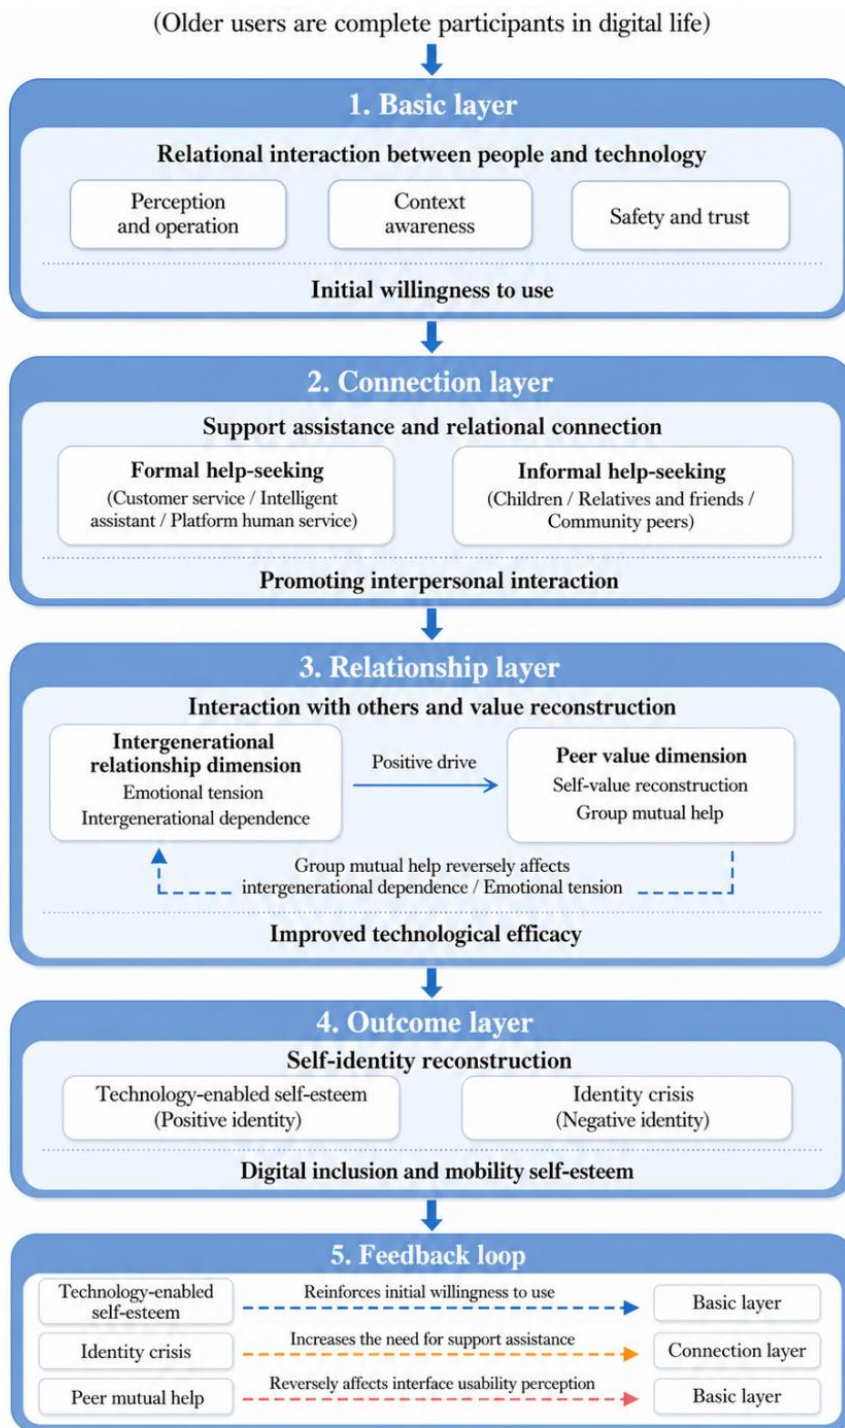 (Older users are complete participants in digital life)
1. Basic layer
Relational interaction between people and technology
Perception
and operation
Context
awareness
Safety and trust
Initial willingness to use
2. Connection layer
Support assistance and relational connection
Formal help-seeking
(Customer service / Intelligent
assistant / Platform human service)
Informal help-seeking
(Children / Relatives and friends /
Community peers)
Promoting interpersonal interaction
3. Relationship layer
Interaction with others and value reconstruction
Intergenerational
relationship dimension
Emotional tension
Intergenerational dependence
Positive drive
Peer value dimension
Self-value reconstruction
Group mutual help
Group mutual help reversely affects
intergenerational dependence / Emotional tension
Improved technological efficacy
4. Outcome layer
Self-identity reconstruction
Technology-enabled self-esteem
(Positive identity)
Identity crisis
(Negative identity)
Digital inclusion and mobility self-esteem
5. Feedback loop
Technology-enabled
self-esteem
Reinforces initial willingness to use
Basic layer
Identity crisis
Increases the need for support assistance
Connection layer
Peer mutual help
Reversely affects interface usability perception
Basic layer